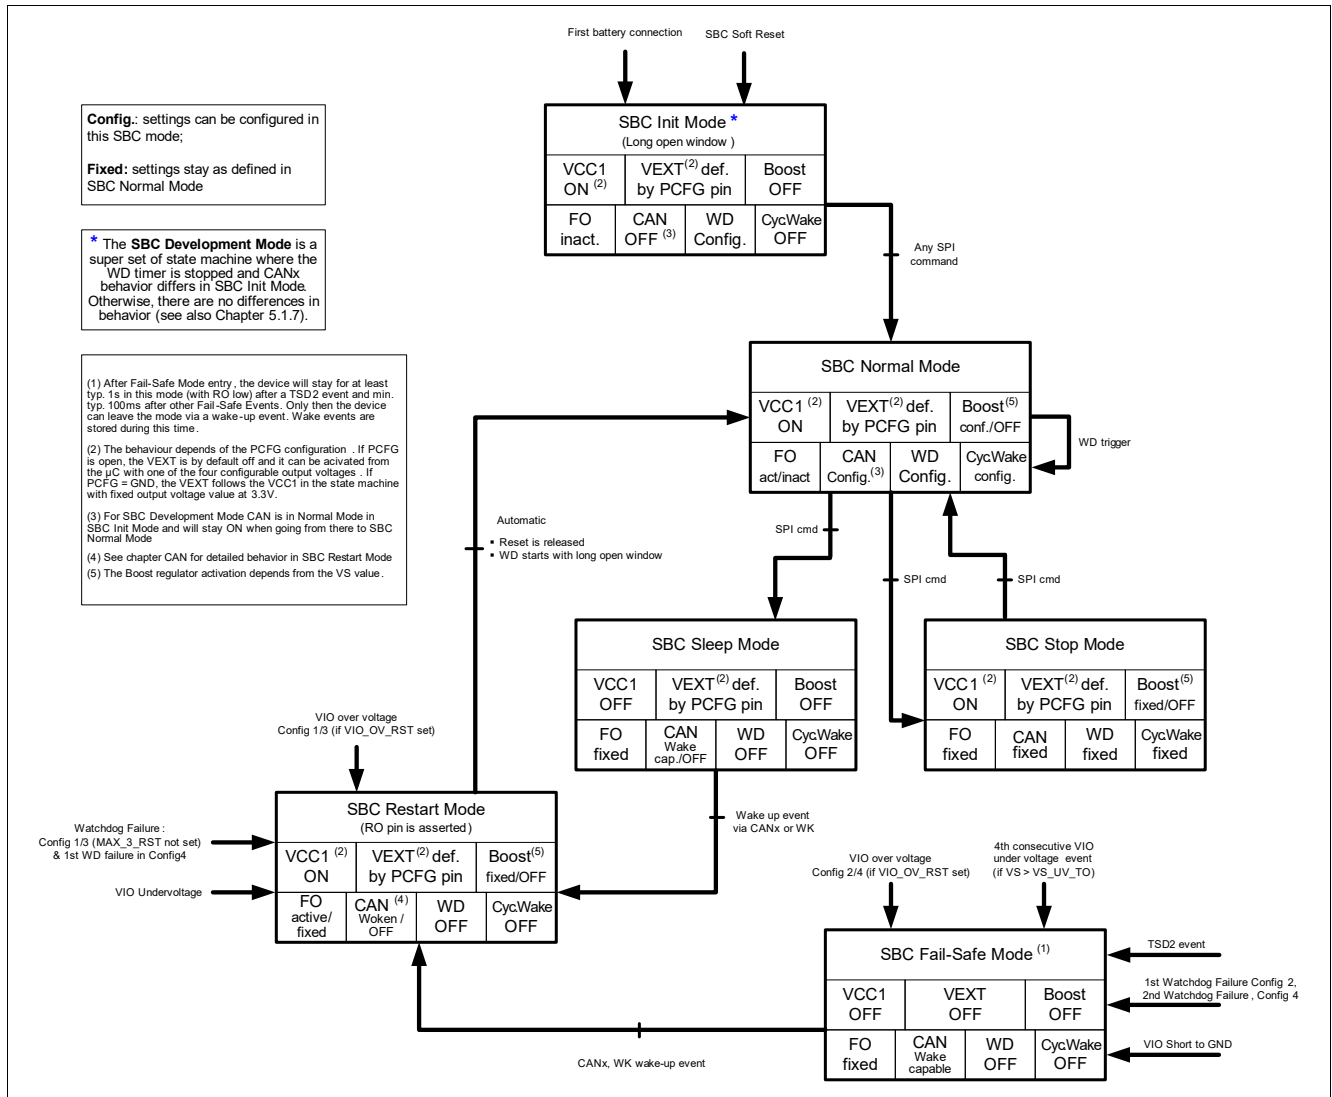 First battery connection
SBC Soft Reset
Config.: settings can be configured in
this SBC mode;
Fixed: settings stay as defined in
SBC Normal Mode
* The SBC Development Mode is a
super set of state machine where the
WD timer is stopped and CANx
behavior differs in SBC Init Mode.
Otherwise, there are no differences in
behavior (see also Chapter 5.1.7).
(1) After Fail-Safe Mode entry, the device will stay for at least
typ. 1s in this mode (with RO low) after a TSD2 event and min.
typ. 100ms after other Fail-Safe Events. Only then the device
can leave the mode via a wake-up event. Wake events are
stored during this time.
(2) The behaviour depends of the PCFG configuration . If PCFG
is open, the VEXT is by default off and it can be acivated from
the µC with one of the four configurable output voltages . If
PCFG = GND, the VEXT follows the VCC1 in the state machine
with fixed output voltage value at 3.3V.
(3) For SBC Development Mode CAN is in Normal Mode in
SBC Init Mode and will stay ON when going from there to SBC
Normal Mode
(4) See chapter CAN for detailed behavior in SBC Restart Mode
(5) The Boost regulator activation depends from the VS value.
SBC Init Mode *
(Long open window )
VCC1
ON (2)
VEXT(2) def.
by PCFG pin
Boost
OFF
FO
inact.
CAN
OFF (3)
WD
Config.
Cyc.Wake
OFF
Any SPI
command
SBC Normal Mode
VCC1 (2)
ON
VEXT(2) def.
by PCFG pin
Boost(5)
conf./OFF
FO
act/inact
CAN
Config.(3)
WD
Config.
Cyc.Wake
config.
WD trigger
Automatic
▪ Reset is released
▪ WD starts with long open window
SPI cmd
SPI cmd
SPI cmd
SBC Sleep Mode
VCC1
OFF
VEXT(2) def.
by PCFG pin
Boost
OFF
FO
fixed
CAN
Wake
cap./OFF
WD
OFF
Cyc.Wake
OFF
SBC Stop Mode
VCC1 (2)
ON
VEXT(2) def.
by PCFG pin
Boost(5)
fixed/OFF
FO
fixed
CAN
fixed
WD
fixed
Cyc.Wake
fixed
VIO over voltage
Config 1/3 (if VIO_OV_RST set)
Watchdog Failure :
Config 1/3 (MAX_3_RST not set)
& 1st WD failure in Config4
VIO Undervoltage
SBC Restart Mode
(RO pin is asserted)
VCC1 (2)
ON
VEXT(2) def.
by PCFG pin
Boost(5)
fixed/OFF
FO
active/
fixed
CAN (4)
Woken /
OFF
WD
OFF
Cyc.Wake
OFF
Wake up event
via CANx or WK
VIO over voltage
Config 2/4 (if VIO_OV_RST set)
4th consecutive VIO
under voltage event
(if VS > VS_UV_TO)
SBC Fail-Safe Mode (1)
VCC1
OFF
VEXT
OFF
Boost
OFF
FO
fixed
CAN
Wake
capable
WD
OFF
Cyc.Wake
OFF
TSD2 event
1st Watchdog Failure Config 2,
2nd Watchdog Failure , Config 4
VIO Short to GND
CANx, WK wake-up event